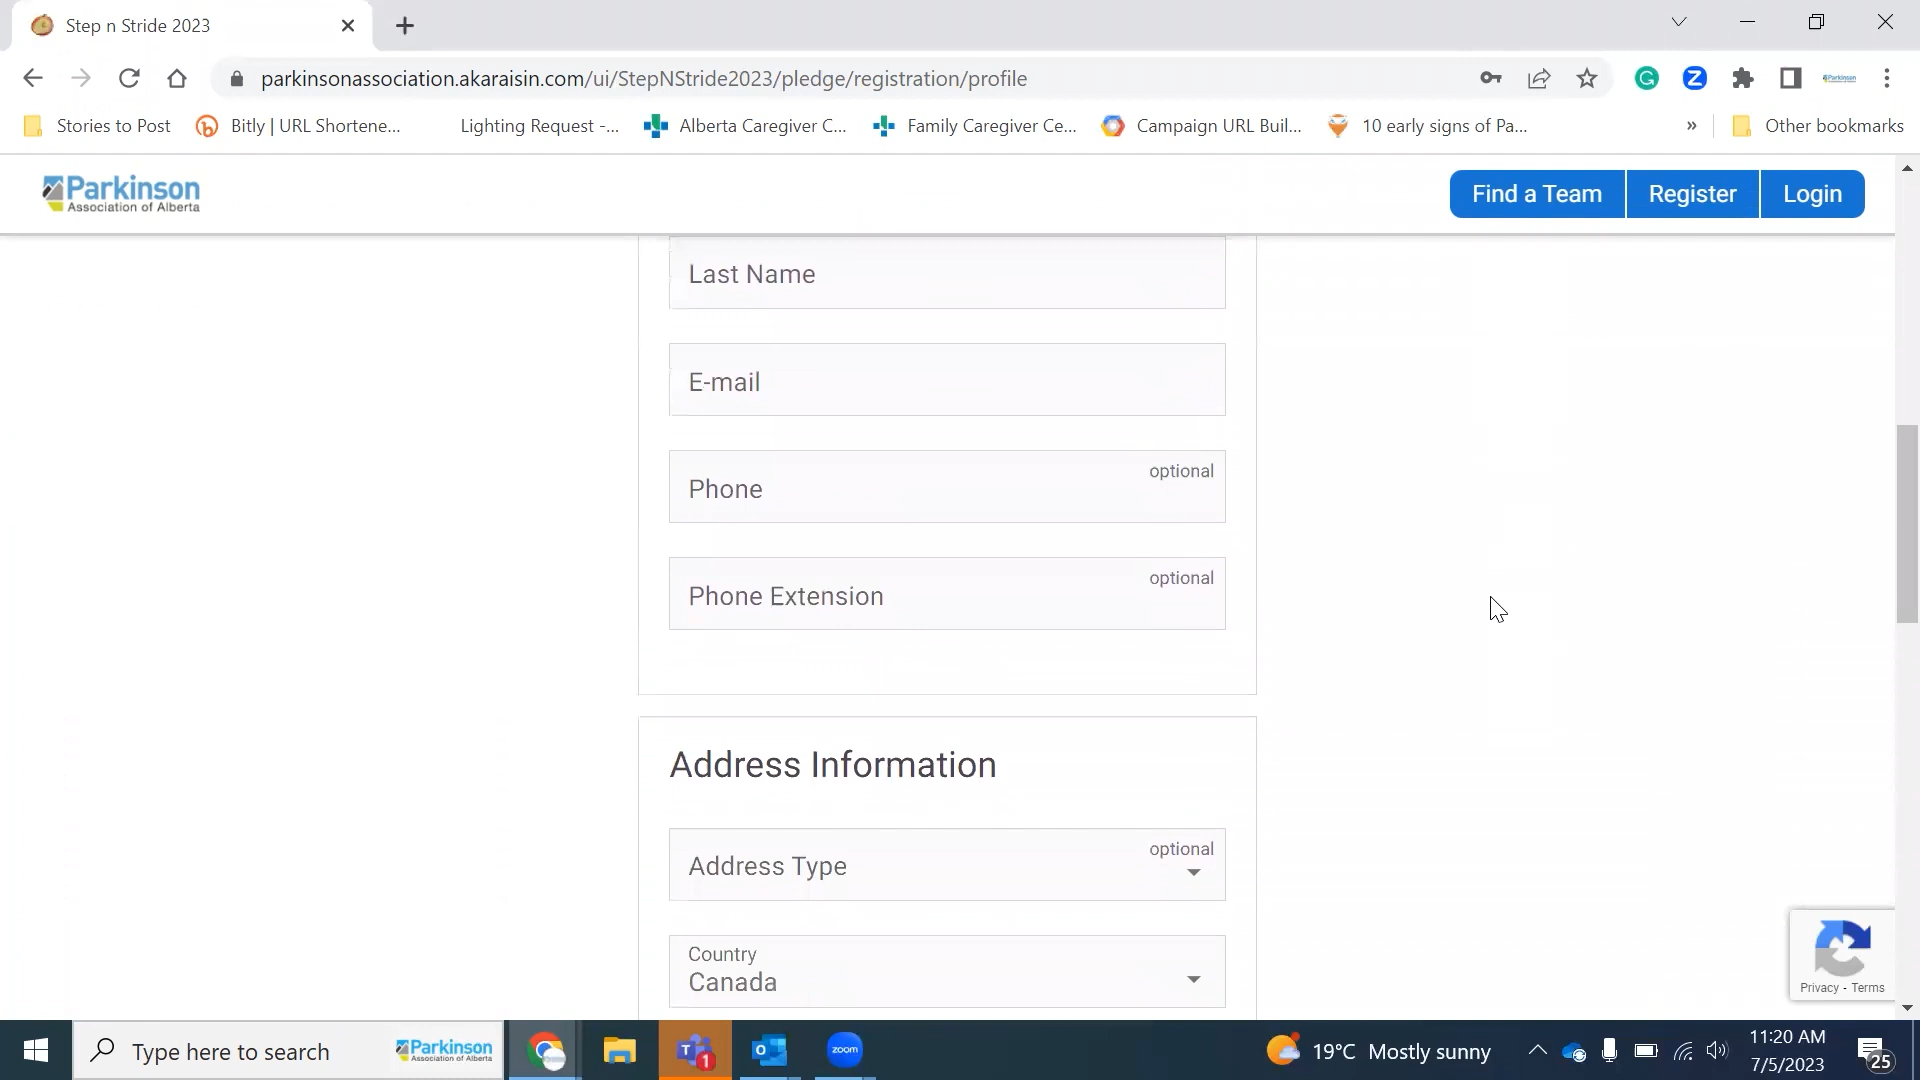 Step n Stride 2023
parkinsonassociation.akaraisin.com/ui/StepNStride2023/pledge/registration/profile
Stories to Post
Bitly | URL Shortene...
Lighting Request -...
Alberta Caregiver C...
Family Caregiver Ce...
Campaign URL Buil...
10 early signs of Pa...
»
Other bookmarks
Parkinson
Association of Alberta
Find a Team
Register
Login
Last Name
E-mail
Phone
optional
Phone Extension
optional
Address Information
Address Type
optional
Country
Canada
Privacy - Terms
Type here to search
Parkinson
Association of Alberta
T
1
zoom
19°C Mostly sunny
11:20 AM
7/5/2023
25